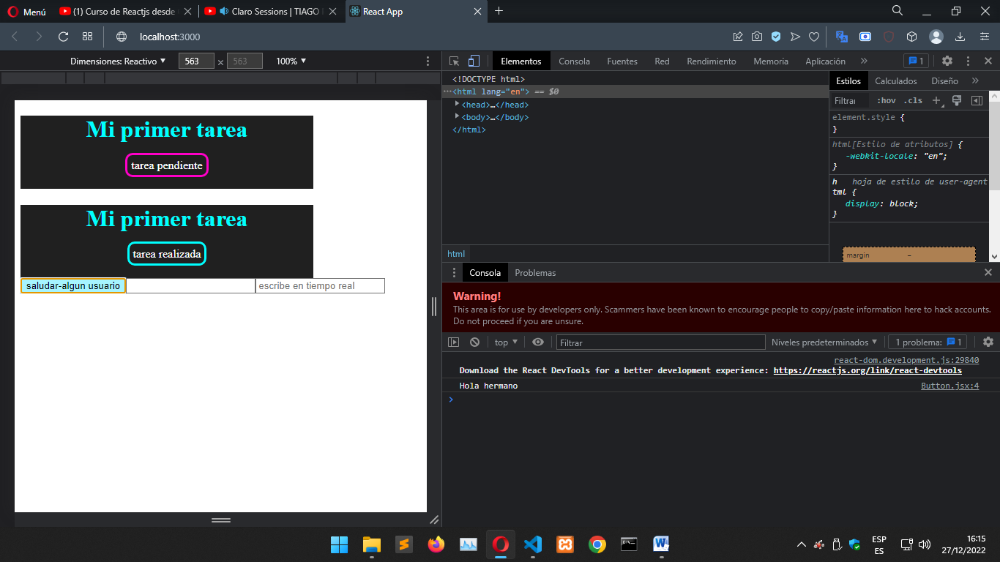 Menú
(1) Curso de Reactjs desde
Claro Sessions | TIAGO
React App
localhost:3000
Dimensiones: Reactivo
563
×
563
100%
Elementos
Consola
Fuentes
Red
Rendimiento
Memoria
Aplicación
»
1
<!DOCTYPE html>
<html lang="en"> == $0
<head>…</head>
<body>…</body>
</html>
html
Estilos
Calculados
Diseño
»
Filtrar
:hov
.cls
element.style {
}
html[Estilo de atributos] {
-webkit-locale: "en";
}
h hoja de estilo de user-agent
tml {
display: block;
}
margin
–
Mi primer tarea
tarea pendiente
Mi primer tarea
tarea realizada
saludar-algun usuario
escribe en tiempo real
Consola
Problemas
Warning!
This area is for use by developers only. Scammers have been known to encourage people to copy/paste information here to hack accounts.
Do not proceed if you are unsure.
top
Filtrar
Niveles predeterminados
1 problema:
1
react-dom.development.js:29840
Download the React DevTools for a better development experience: https://reactjs.org/link/react-devtools
Hola hermano
Button.jsx:4
ESP
ES
16:15
27/12/2022